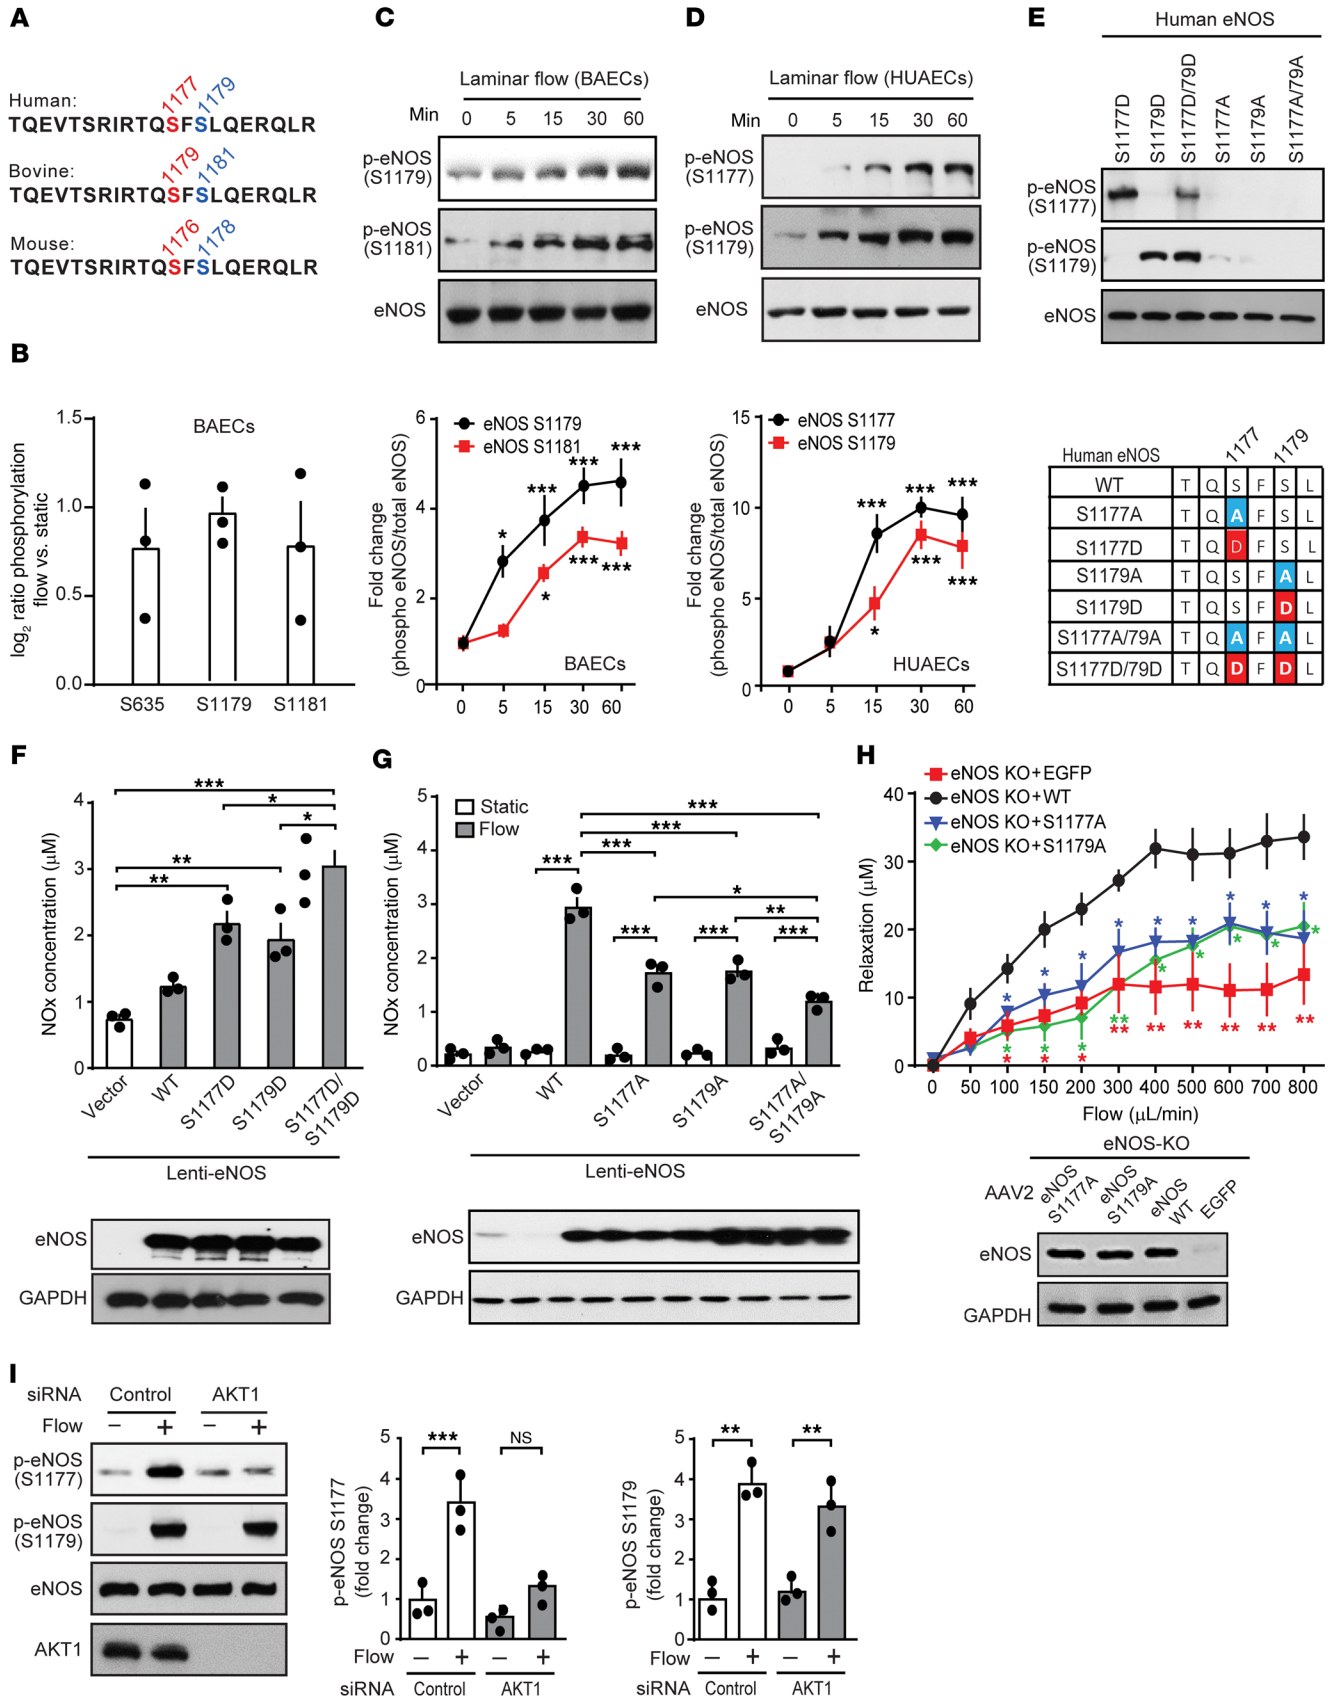 A
Human:
1177 1179
TQEVTSRIRTQSFSLQERQLR
Bovine:
1179 1181
TQEVTSRIRTQSFSLQERQLR
Mouse:
1176 1178
TQEVTSRIRTQSFSLQERQLR
B
BAECs
log2 ratio phosphorylation
flow vs. static
1.5
1.0
0.5
0.0
S635 S1179 S1181
C
Laminar flow (BAECs)
Min 0 5 15 30 60
p-eNOS
(S1179)
p-eNOS
(S1181)
eNOS
eNOS S1179
eNOS S1181
Fold change
(phospho eNOS/total eNOS)
6
4
2
0
* *** *** ***
* *** ***
BAECs
0 5 15 30 60
D
Laminar flow (HUAECs)
Min 0 5 15 30 60
p-eNOS
(S1177)
p-eNOS
(S1179)
eNOS
eNOS S1177
eNOS S1179
Fold change
(phospho eNOS/total eNOS)
15
10
5
0
*** *** ***
* *** ***
HUAECs
0 5 15 30 60
E
Human eNOS
S1177D S1179D S1177D/79D S1177A S1179A S1177A/79A
p-eNOS
(S1177)
p-eNOS
(S1179)
eNOS
Human eNOS 1177 1179
WT T Q S F S L
S1177A T Q A F S L
S1177D T Q D F S L
S1179A T Q S F A L
S1179D T Q S F D L
S1177A/79A T Q A F A L
S1177D/79D T Q D F D L
F
NOx concentration (μM)
4
3
2
1
0
***
*
*
**
**
Vector WT S1177D S1179D S1177D/
S1179D
Lenti-eNOS
eNOS
GAPDH
G
Static
Flow
NOx concentration (μM)
5
4
3
2
1
0
***
***
*** ***
*
**
*** *** ***
Vector WT S1177A S1179A S1177A/
S1179A
Lenti-eNOS
eNOS
GAPDH
H
eNOS KO+EGFP
eNOS KO+WT
eNOS KO+S1177A
eNOS KO+S1179A
Relaxation (μM)
40
30
20
10
0
* * * * * * * * *
* * * ** * * * * *
* * * ** ** ** ** ** **
0 50 100 150 200 300 400 500 600 700 800
Flow (μL/min)
eNOS-KO
AAV2 eNOS
S1177A eNOS
S1179A eNOS
WT EGFP
eNOS
GAPDH
I
siRNA Control AKT1
Flow − + − +
p-eNOS
(S1177)
p-eNOS
(S1179)
eNOS
AKT1
p-eNOS S1177
(fold change)
5
4
3
2
1
0
*** NS
Flow − + − +
siRNA Control AKT1
p-eNOS S1179
(fold change)
5
4
3
2
1
0
** **
Flow − + − +
siRNA Control AKT1